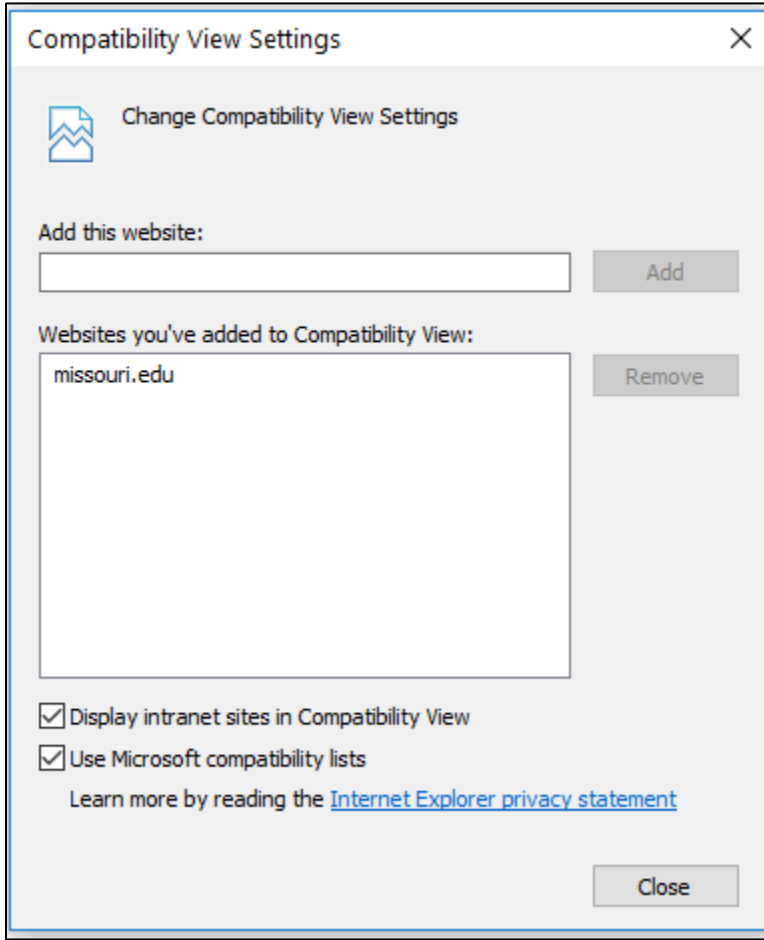 Compatibility View Settings
Change Compatibility View Settings
Add this website:
Add
Websites you've added to Compatibility View:
missouri.edu
Remove
Display intranet sites in Compatibility View
Use Microsoft compatibility lists
Learn more by reading the Internet Explorer privacy statement
Close